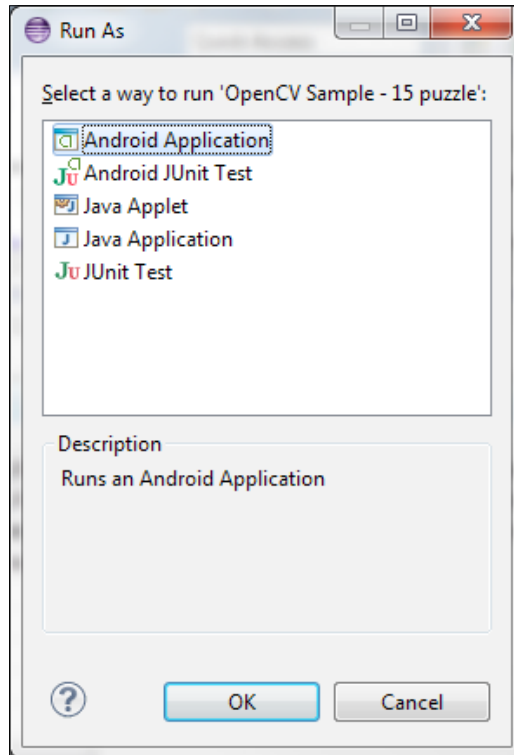 Run As
Select a way to run 'OpenCV Sample - 15 puzzle':
Android Application
Android JUnit Test
Java Applet
Java Application
JUnit Test
Description
Runs an Android Application
OK Cancel